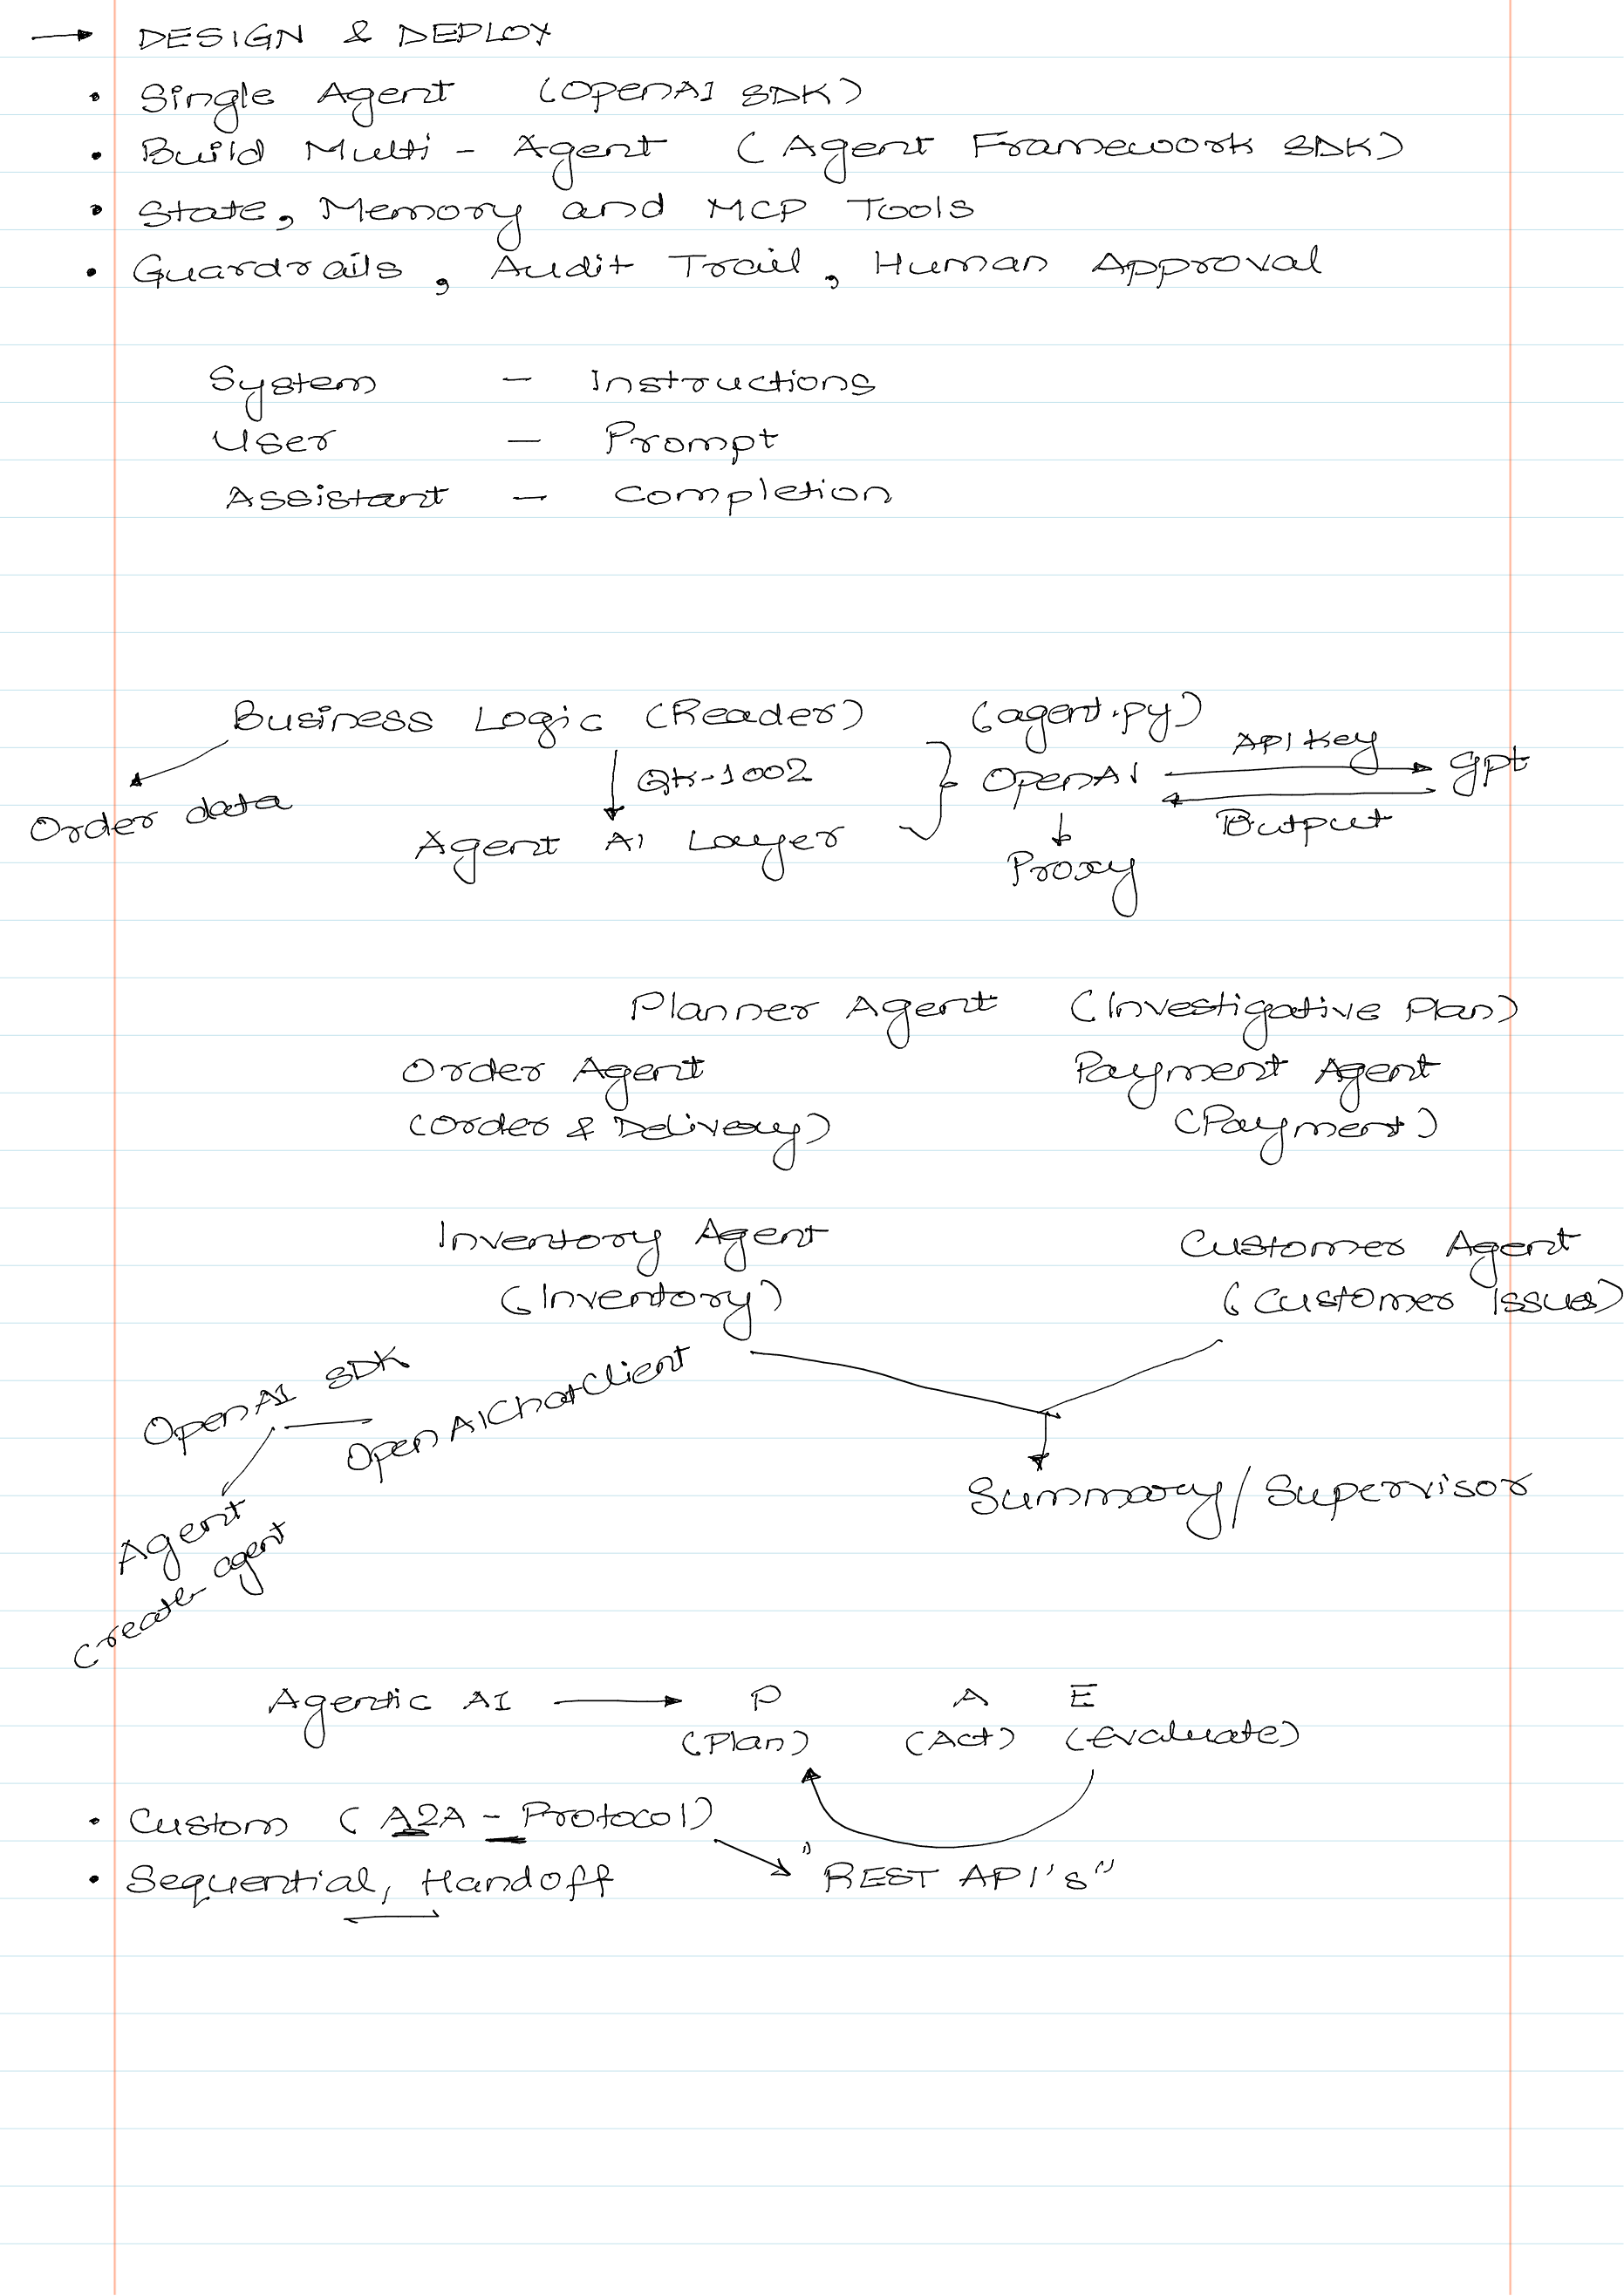 → DESIGN & DEPLOY
• Single Agent (OpenAI SDK)
• Build Multi - Agent (Agent Framework SDK)
• State, Memory and MCP Tools
• Guardrails, Audit Trail, Human Approval
System - Instructions
User - Prompt
Assistant - Completion
Business Logic (Reader) (agent.py)
API Key
QK-1002 OpenAI gpt
Order data
Output
Agent AI Layer
Proxy
Planner Agent (Investigative Plan)
Order Agent Payment Agent
(Order & Delivery) (Payment)
Inventory Agent Customer Agent
(Inventory) (Customer Issues)
OpenAI SDK
OpenAIChatClient
Summary/Supervisor
Agent
create agent
Agentic AI → P A E
(Plan) (Act) (Evaluate)
• Custom (A2A - Protocol)
• Sequential, Handoff "REST API's"